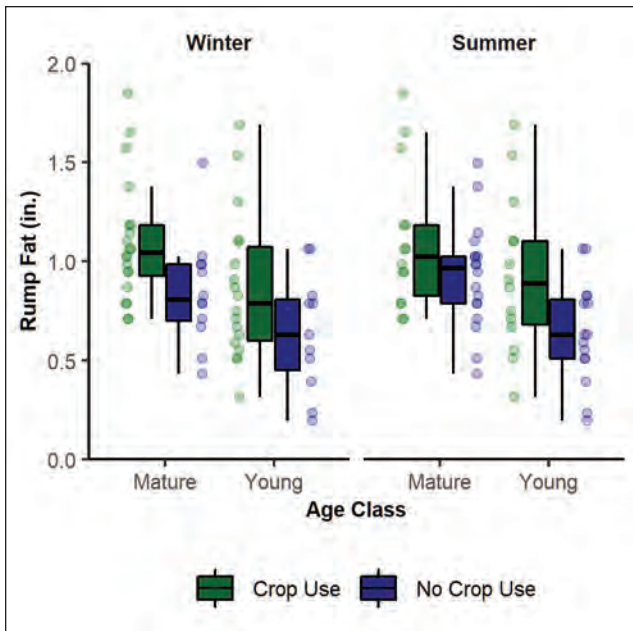 Winter Summer
2.0
1.5
1.0
0.5
0.0
Rump Fat (in.)
Mature Young Mature Young
Age Class
Crop Use No Crop Use